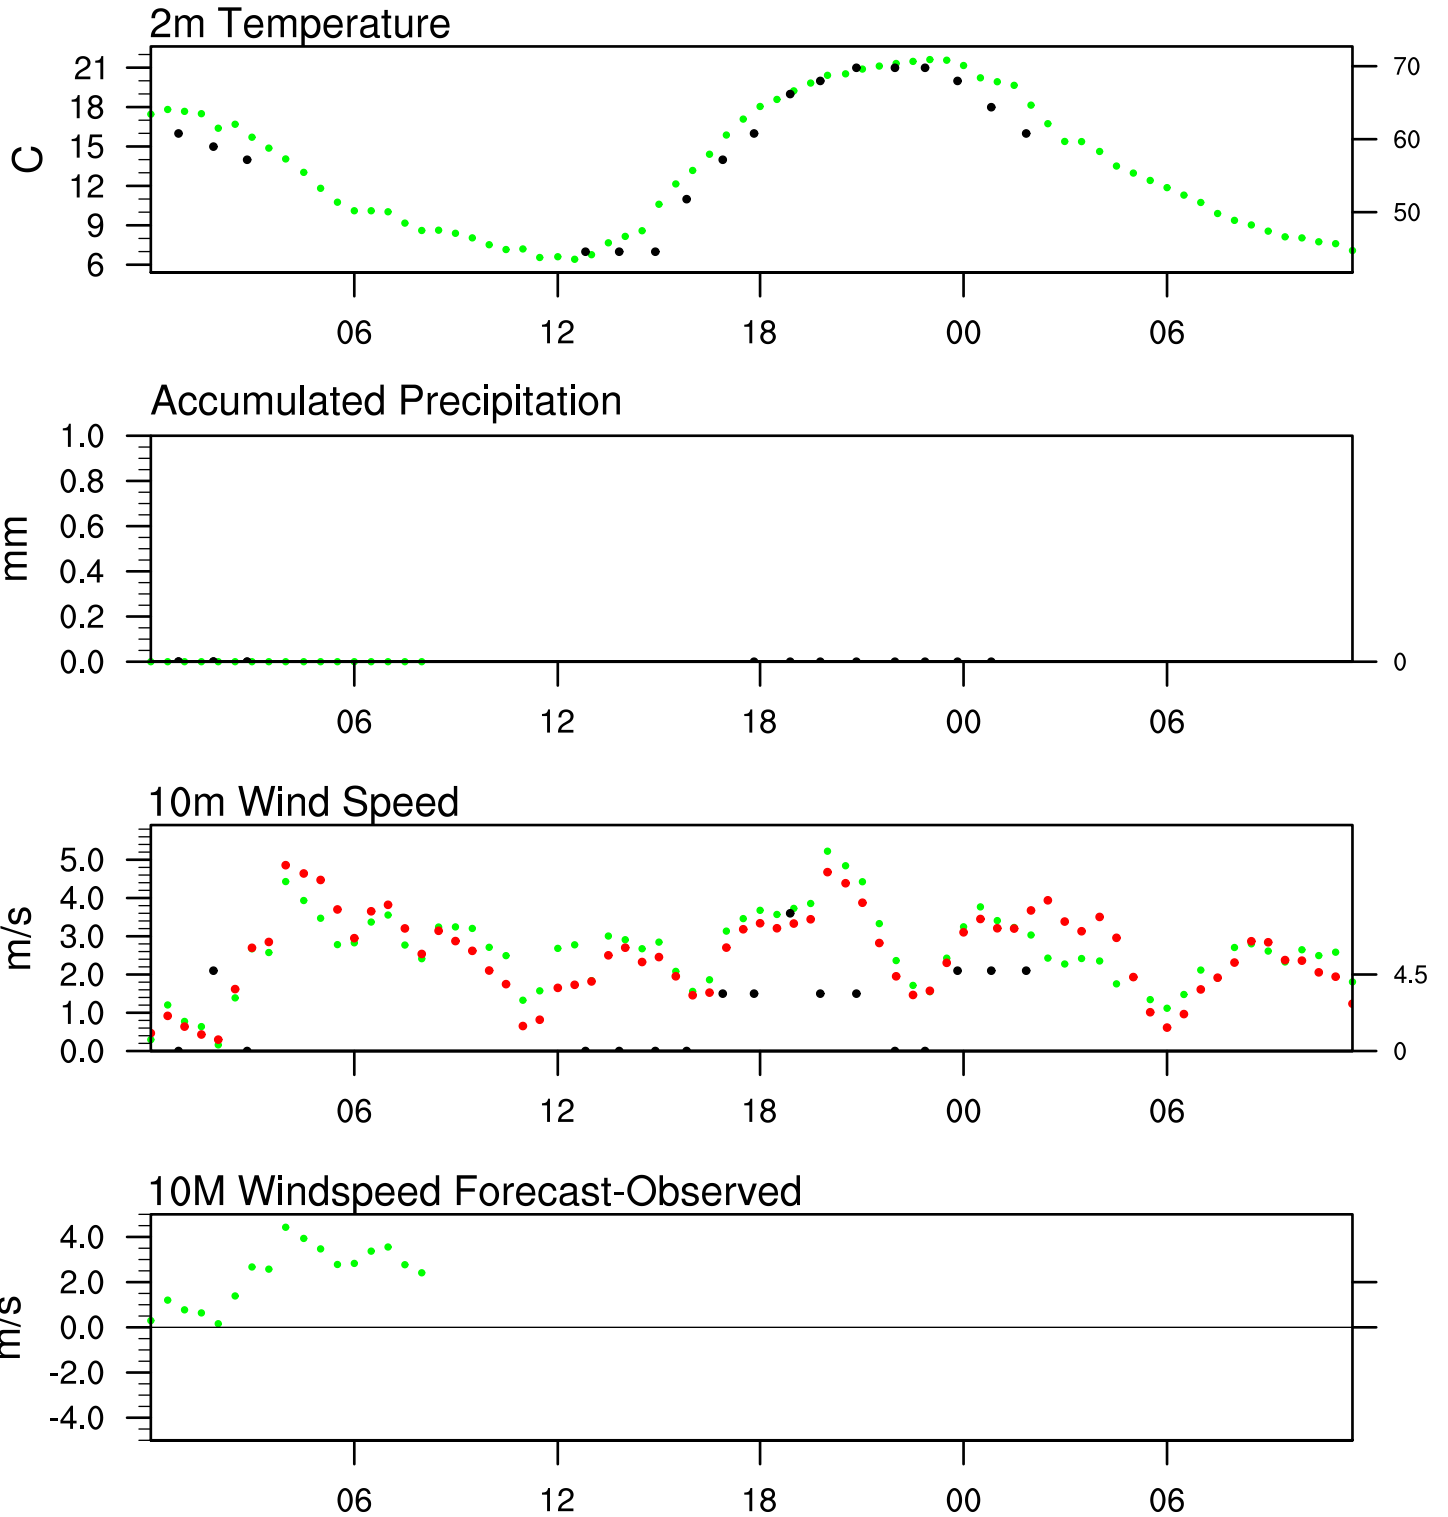 2m Temperature
21
18
15
12
9
6
C
70
60
50
06 12 18 00 06
Accumulated Precipitation
1.0
0.8
0.6
0.4
0.2
0.0
mm
0
06 12 18 00 06
10m Wind Speed
5.0
4.0
3.0
2.0
1.0
0.0
m/s
4.5
0
06 12 18 00 06
10M Windspeed Forecast-Observed
4.0
2.0
0.0
-2.0
-4.0
m/s
06 12 18 00 06